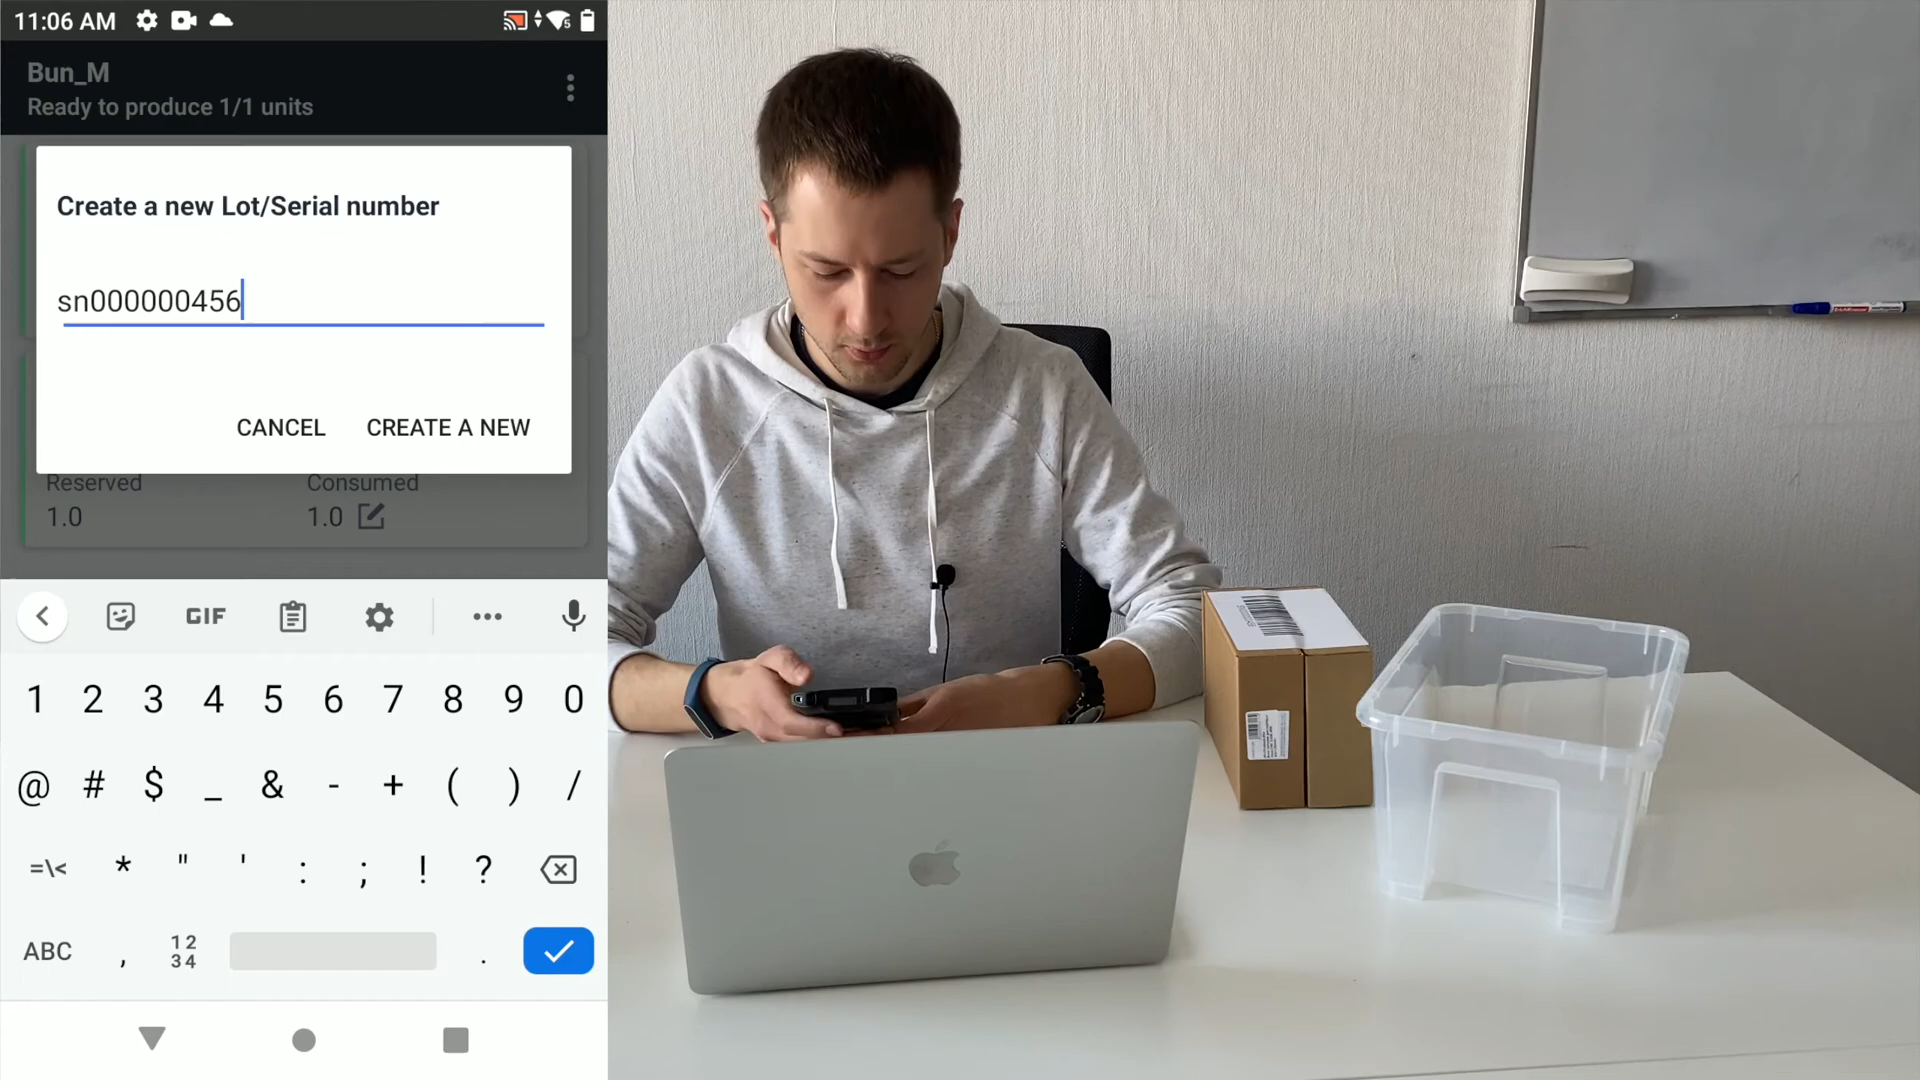 11:06 AM
Bun_M
Ready to produce 1/1 units
Create a new Lot/Serial number
sn000000456
CANCEL
CREATE A NEW
Reserved
Consumed
1.0
1.0
GIF
1 2 3 4 5 6 7 8 9 0
@ # $ _ & - + ( ) /
=\< * " ' : ; ! ?
ABC , 12 34 .